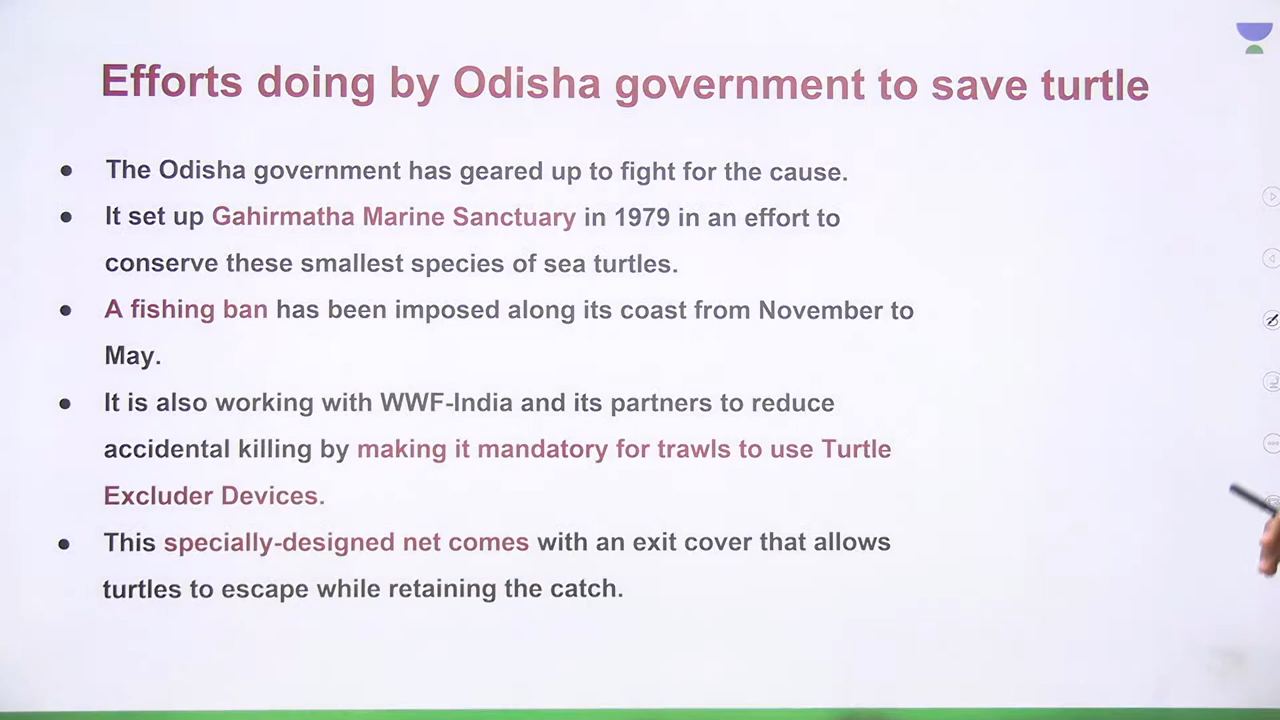 Efforts doing by Odisha government to save turtle
● The Odisha government has geared up to fight for the cause.
● It set up Gahirmatha Marine Sanctuary in 1979 in an effort to
conserve these smallest species of sea turtles.
● A fishing ban has been imposed along its coast from November to
May.
● It is also working with WWF-India and its partners to reduce
accidental killing by making it mandatory for trawls to use Turtle
Excluder Devices.
● This specially-designed net comes with an exit cover that allows
turtles to escape while retaining the catch.